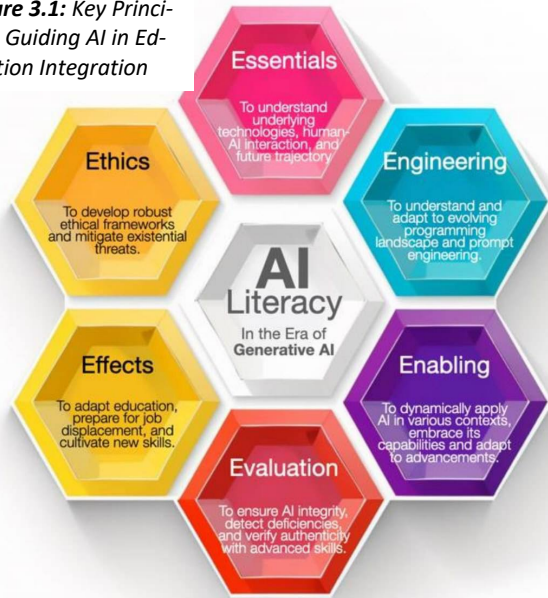 ure 3.1: Key Princi-
Guiding AI in Ed-
tion Integration
Essentials
To understand
underlying
technologies, human-
AI interaction, and
future trajectory
Engineering
To understand and
adapt to evolving
programming
landscape and prompt
engineering.
Enabling
To dynamically apply
AI in various contexts,
embrace its
capabilities and adapt
to advancements.
Evaluation
To ensure AI integrity,
detect deficiencies,
and verify authenticity
with advanced skills.
Effects
To adapt education,
prepare for job
displacement, and
cultivate new skills.
Ethics
To develop robust
ethical frameworks
and mitigate existential
threats.
AI
Literacy
In the Era of
Generative AI